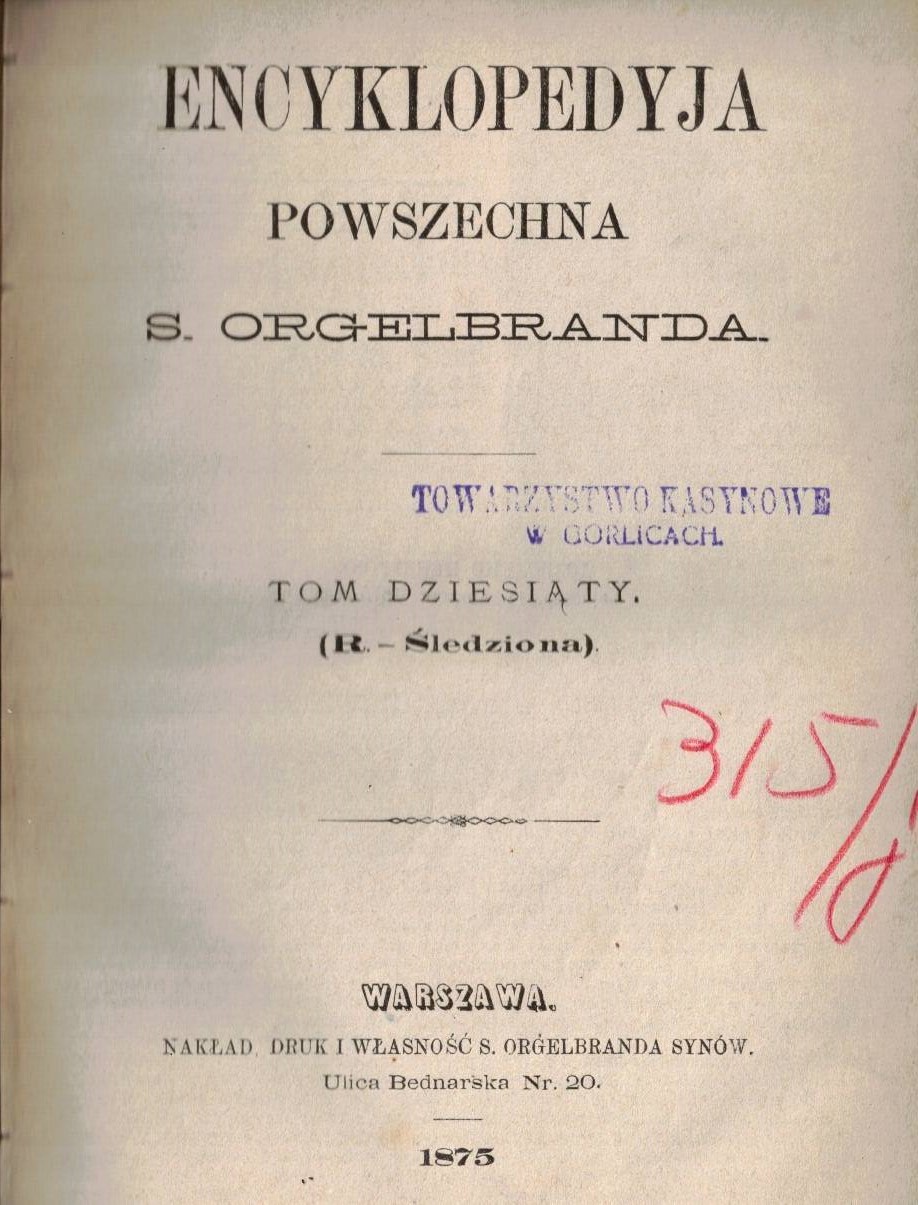 ENCYKLOPEDYJA
POWSZECHNA
S. ORGELBRANDA.
TOWARZYSTWO KASYNOWE
W GORLICACH.
TOM DZIESIĄTY.
(R. – Śledziona).
315/
WARSZAWA.
NAKŁAD, DRUK I WŁASNOŚĆ S. ORGELBRANDA SYNÓW.
Ulica Bednarska Nr. 20.
1875